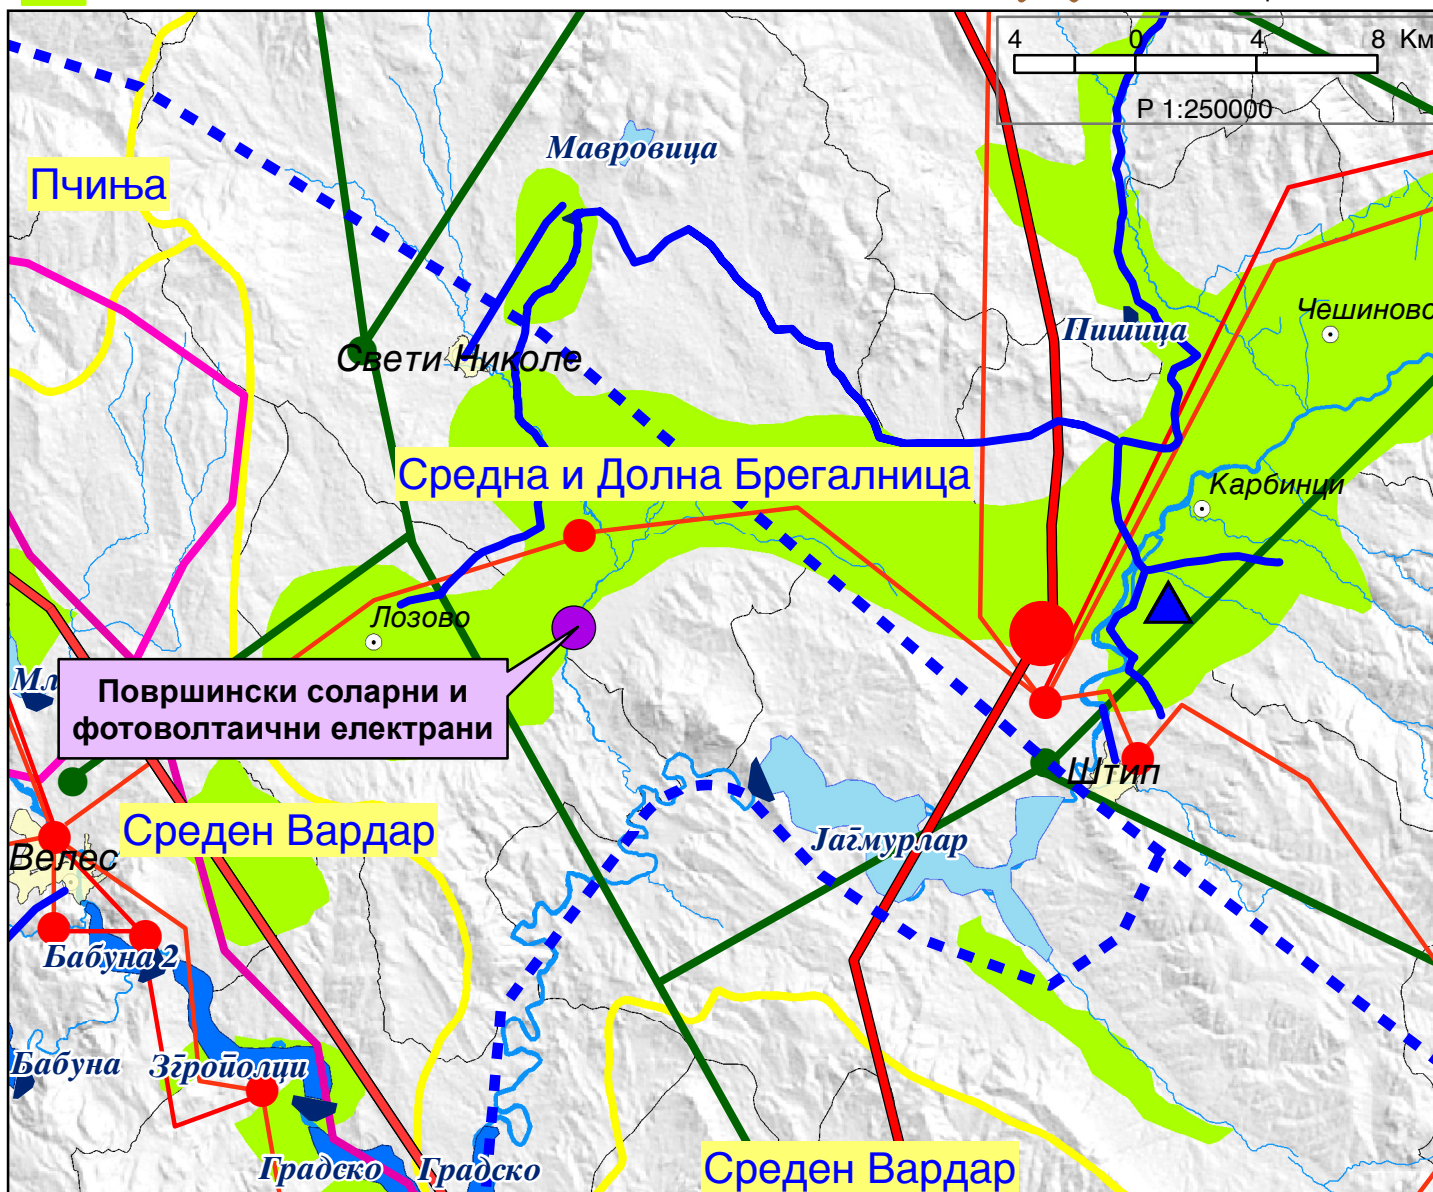 4 0 4 8 Км
Р 1:250000
Мавровица
Пчиња
Чешиново
Пишица
Свети Николе
Средна и Долна Брегалница
Карбинци
Лозово
Мл
Површински соларни и
фотоволтаични електрани
Штип
Среден Вардар
Јагмурлар
Велес
Бабуна 2
Бабуна
Згрополци
Градско
Градско
Среден Вардар